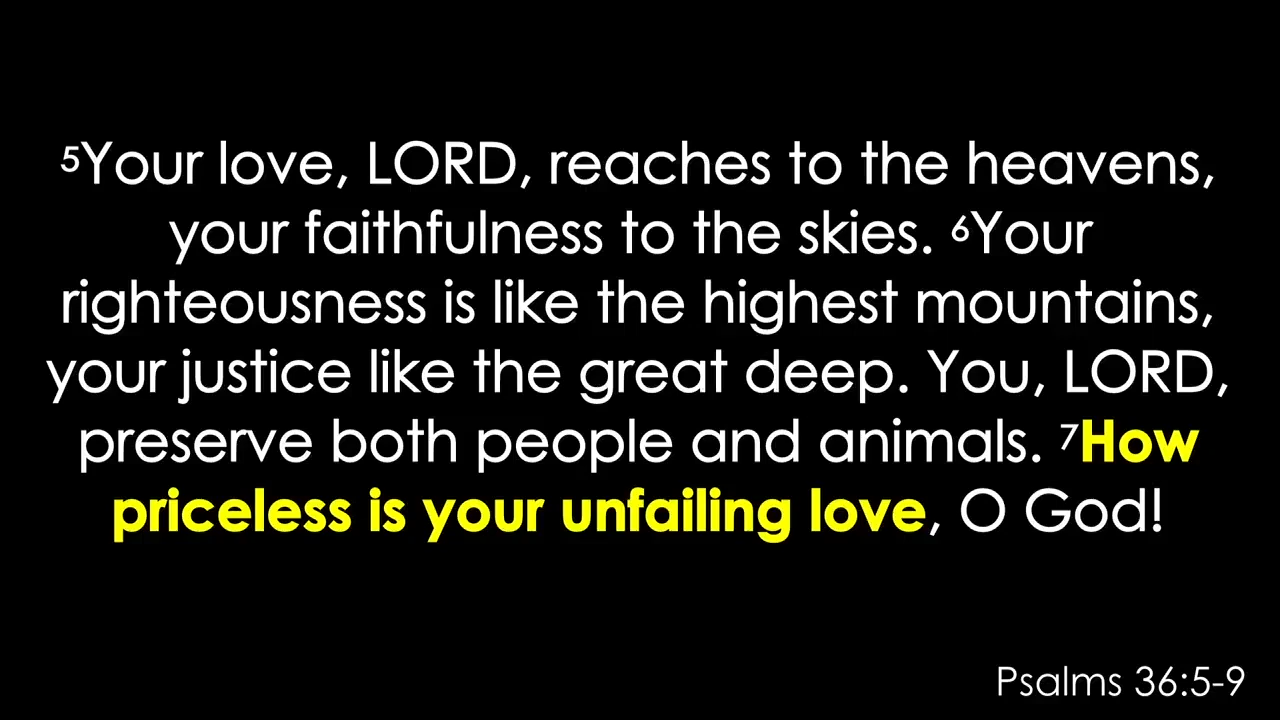 ⁵Your love, LORD, reaches to the heavens,
your faithfulness to the skies. ⁶Your
righteousness is like the highest mountains,
your justice like the great deep. You, LORD,
preserve both people and animals. ⁷How
priceless is your unfailing love, O God!
Psalms 36:5-9